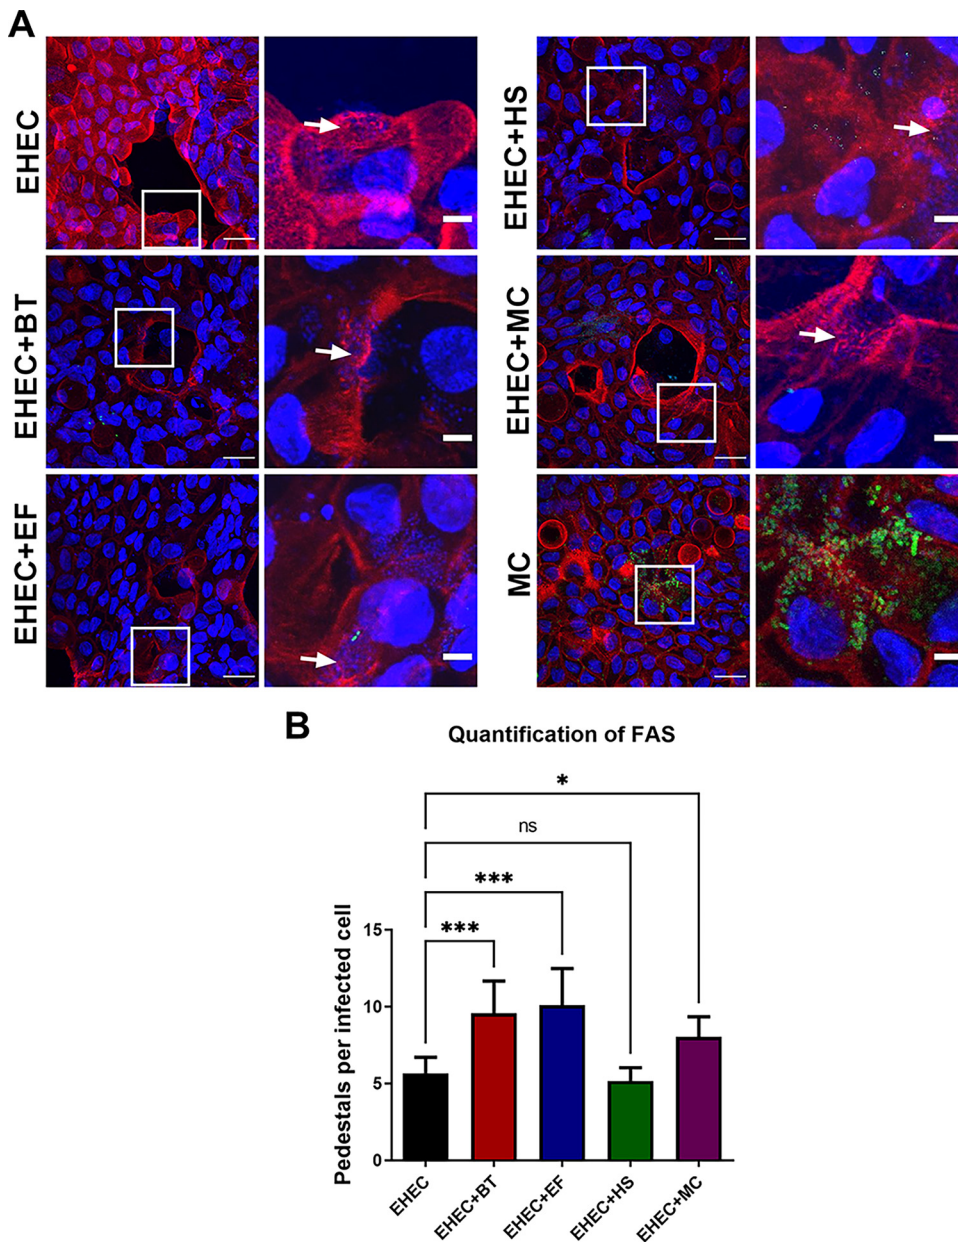 A
EHEC
EHEC+HS
EHEC+BT
EHEC+MC
EHEC+EF
MC
B
Quantification of FAS
*
ns
***
***
Pedestals per infected cell
15
10
5
0
EHEC
EHEC+BT
EHEC+EF
EHEC+HS
EHEC+MC